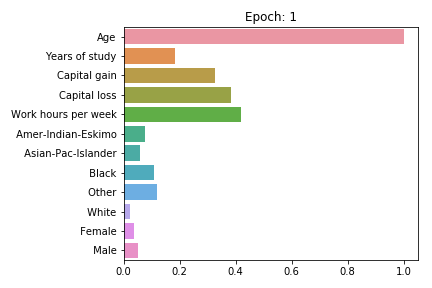 Epoch: 1
Age
Years of study
Capital gain
Capital loss
Work hours per week
Amer-Indian-Eskimo
Asian-Pac-Islander
Black
Other
White
Female
Male
0.0 0.2 0.4 0.6 0.8 1.0